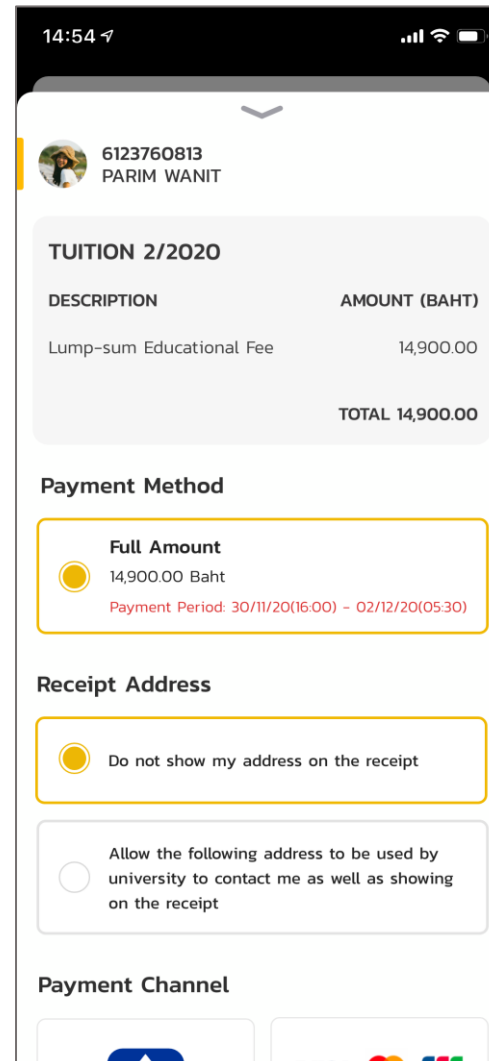 14:54
6123760813
PARIM WANIT
TUITION 2/2020
DESCRIPTION AMOUNT (BAHT)
Lump-sum Educational Fee 14,900.00
TOTAL 14,900.00
Payment Method
Full Amount
14,900.00 Baht
Payment Period: 30/11/20(16:00) - 02/12/20(05:30)
Receipt Address
Do not show my address on the receipt
Allow the following address to be used by
university to contact me as well as showing
on the receipt
Payment Channel